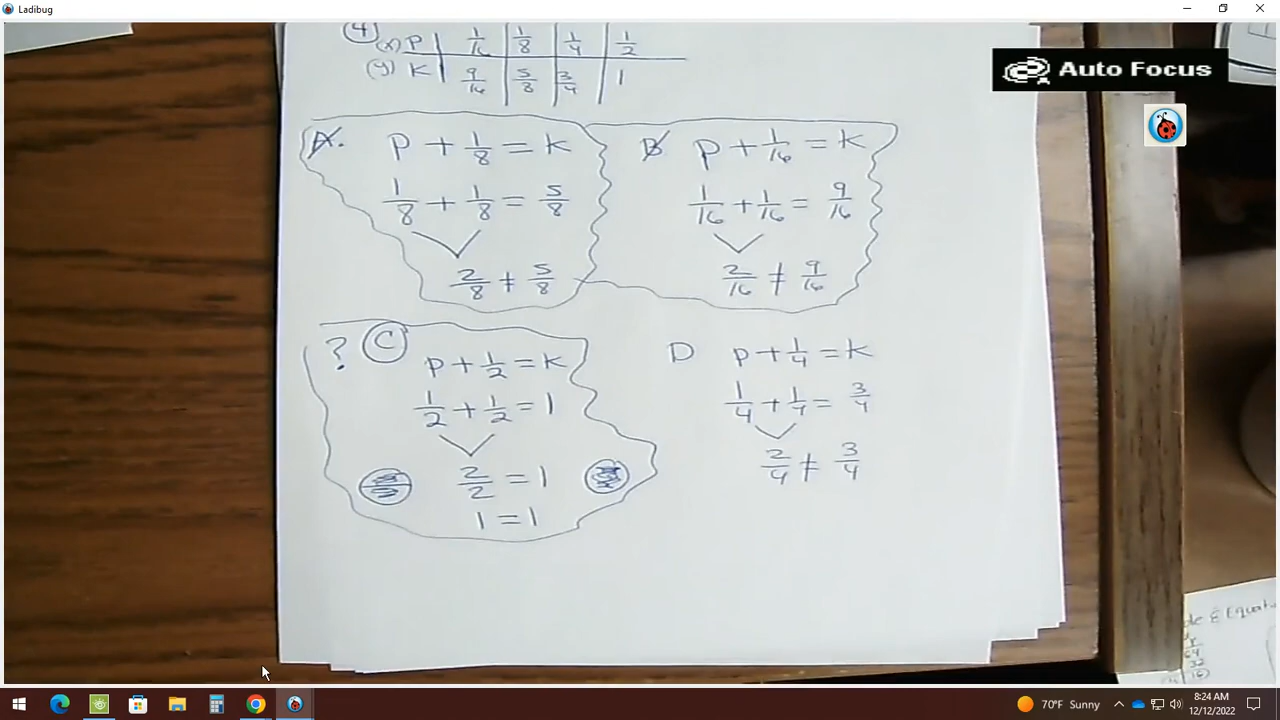 Ladibug
Auto Focus
4
(x) P | 1/16 | 1/8 | 1/4 | 1/2
(y) K | 9/16 | 5/8 | 3/4 | 1
A. P + 1/8 = K
1/8 + 1/8 = 5/8
2/8 ≠ 5/8
B P + 1/16 = K
1/16 + 1/16 = 9/16
2/16 ≠ 9/16
? C P + 1/2 = K
1/2 + 1/2 = 1
2/2 = 1
1 = 1
D P + 1/4 = K
1/4 + 1/4 = 3/4
2/4 ≠ 3/4
70°F Sunny
8:24 AM
12/12/2022